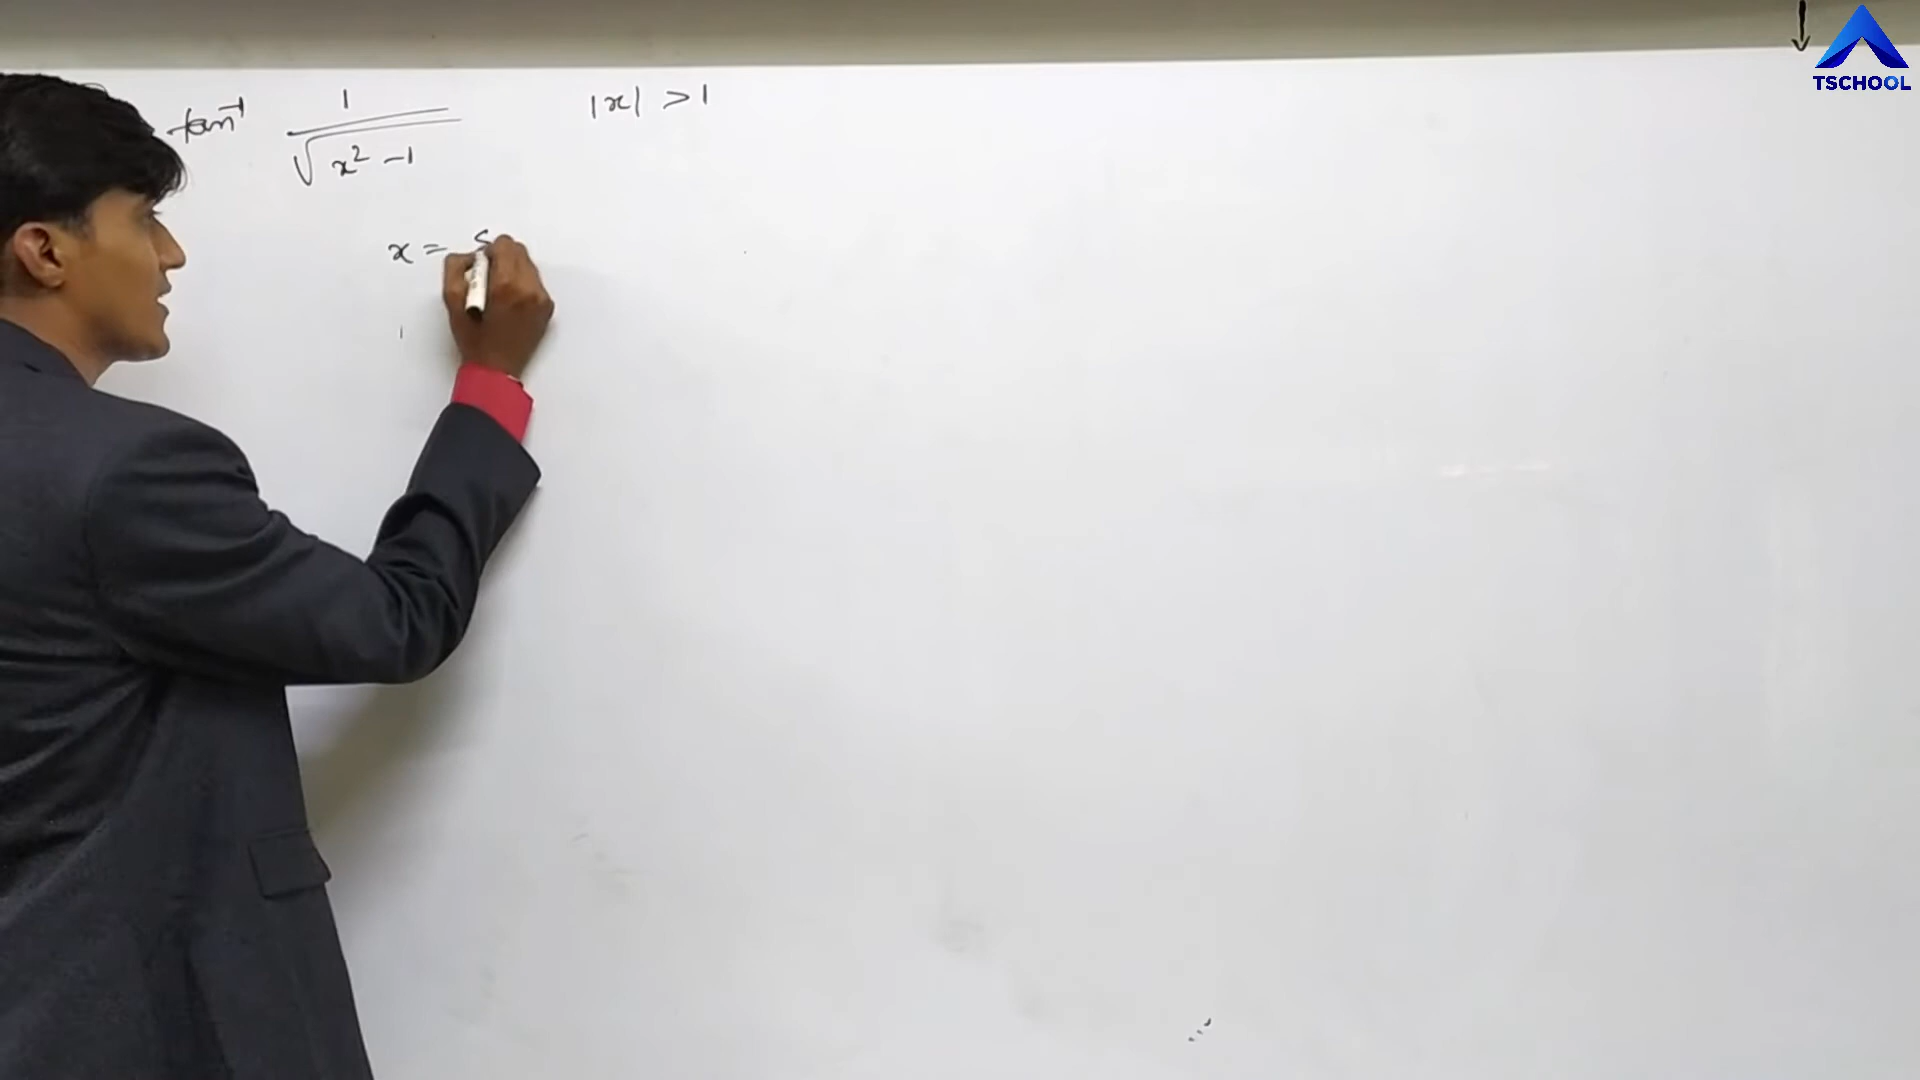 tan⁻¹ 1/√(x² - 1) |x| > 1
x = s
TSCHOOL